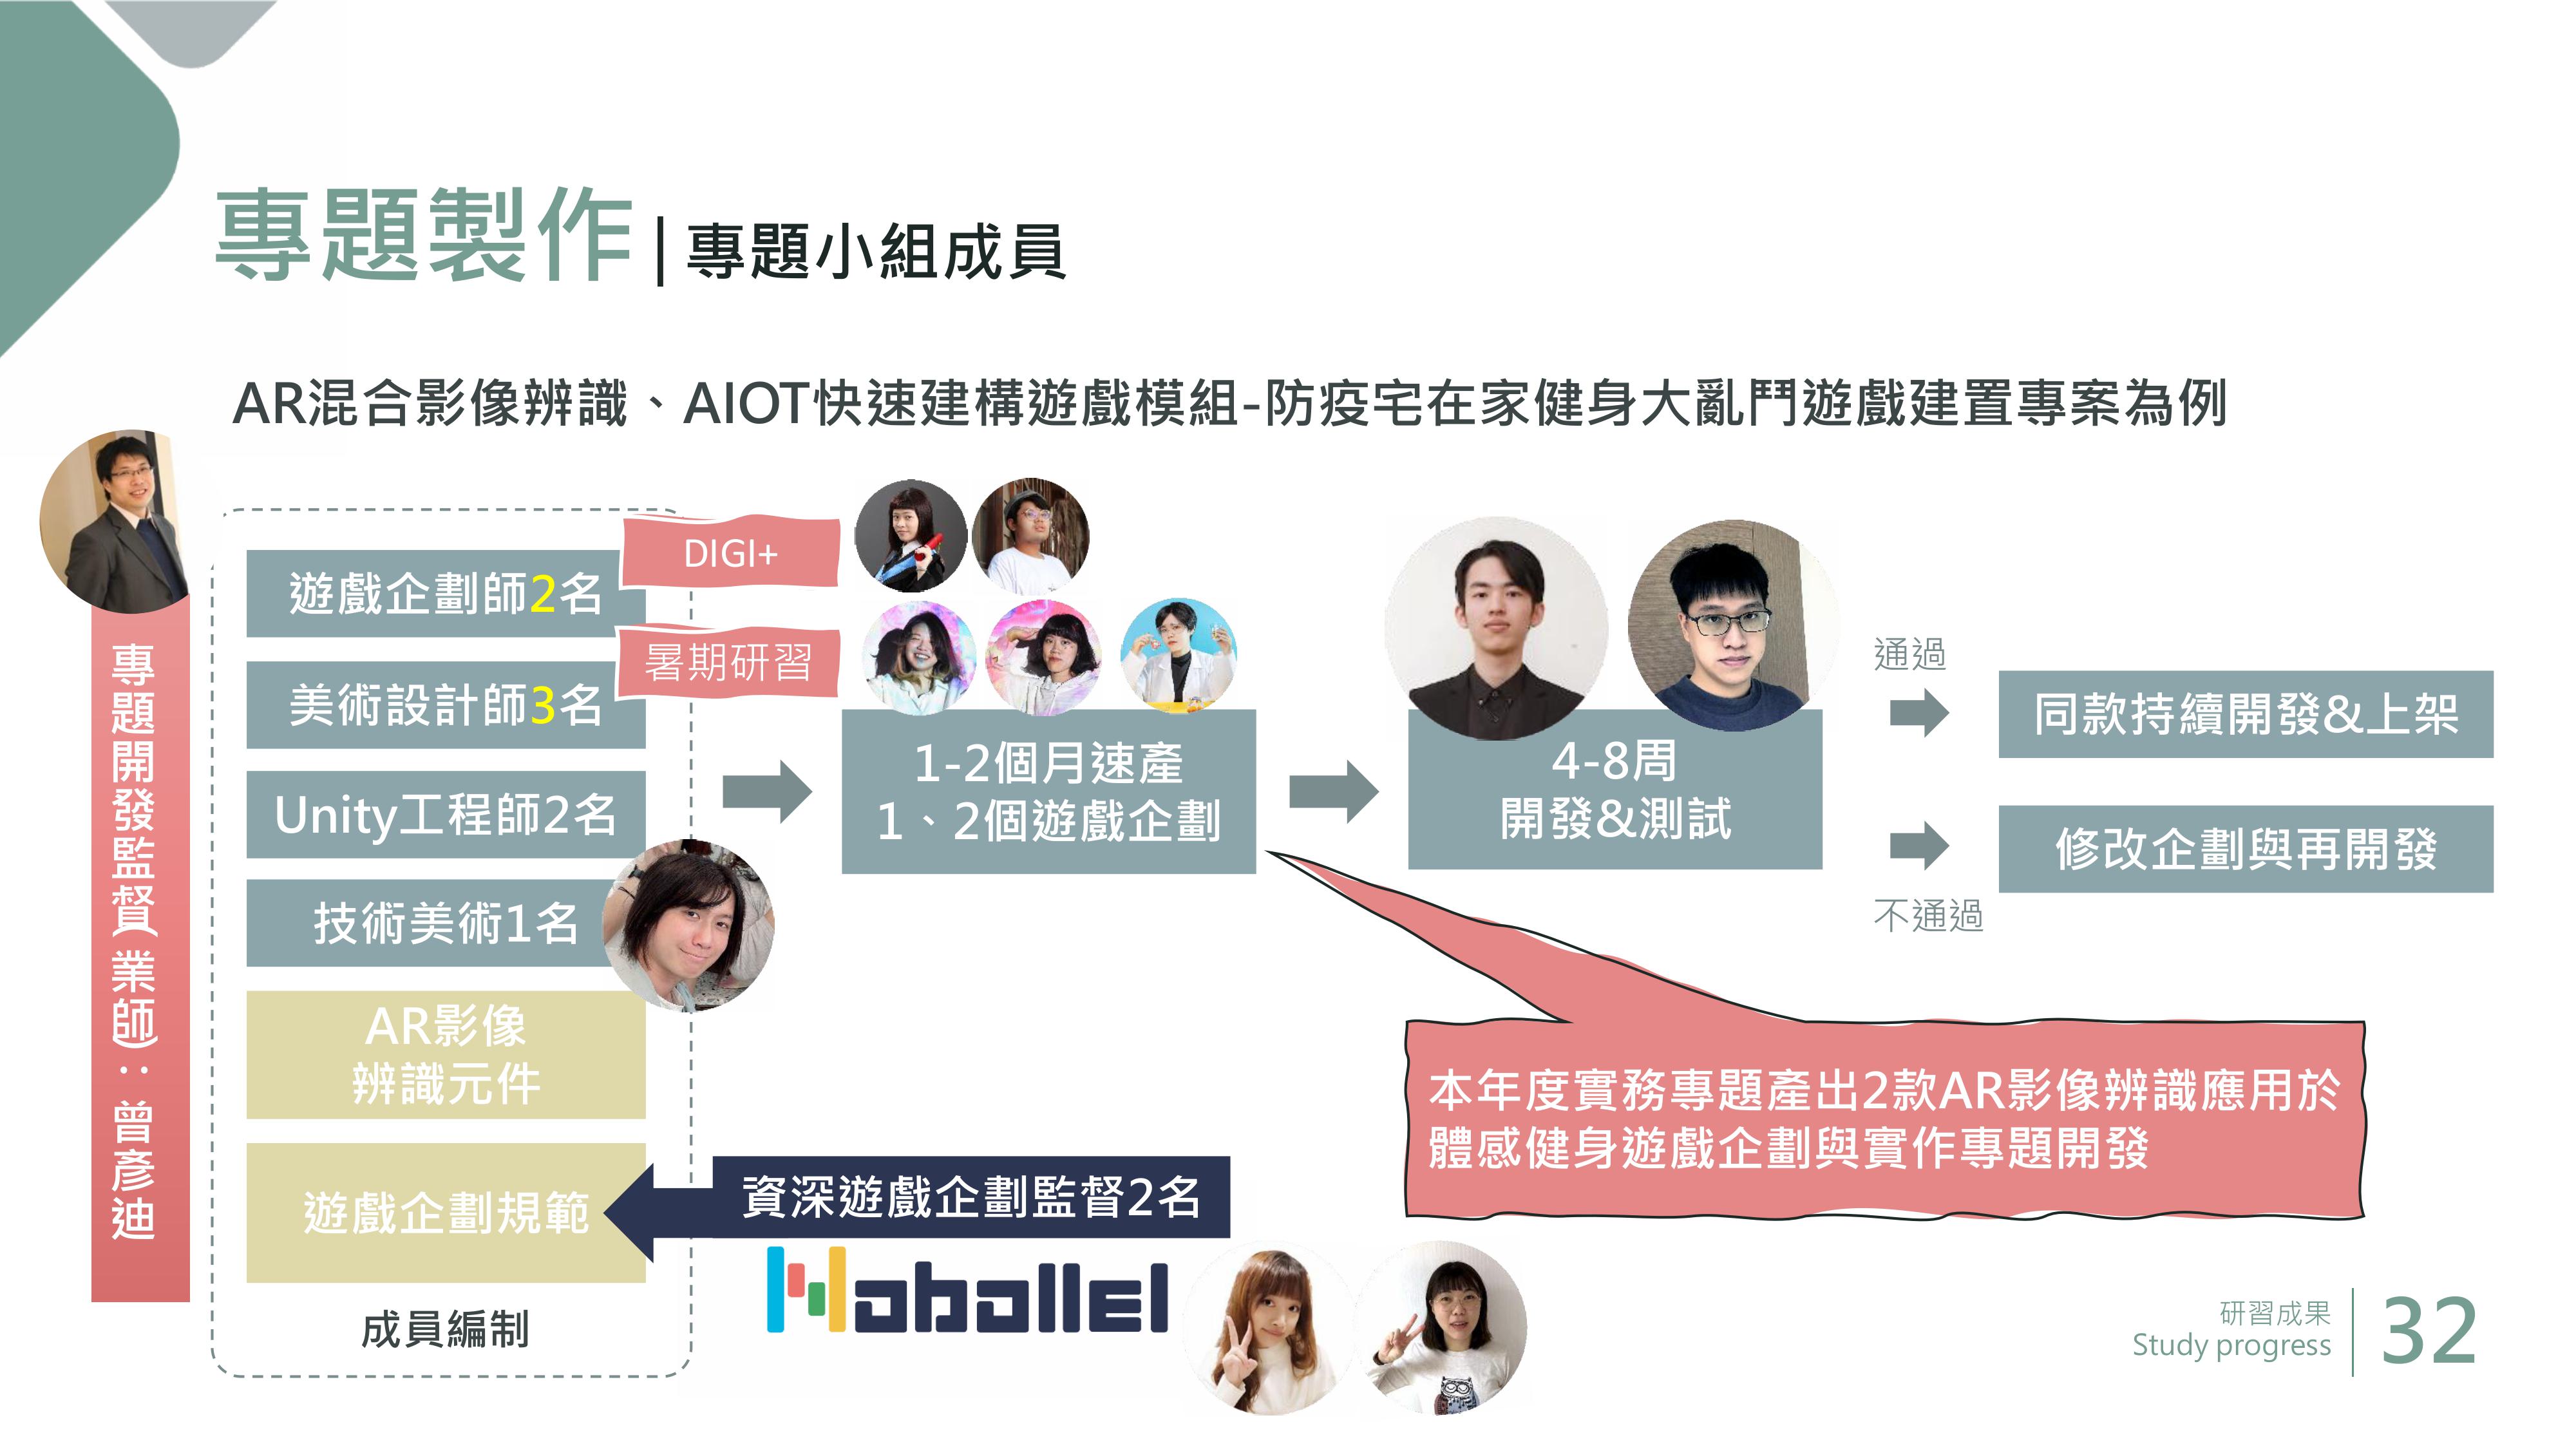 專題製作|專題小組成員
AR混合影像辨識、AIOT快速建構遊戲模組-防疫宅在家健身大亂鬥遊戲建置專案為例
專題開發監督(業師)：曾彥迪
遊戲企劃師2名
DIGI+
美術設計師3名
暑期研習
Unity工程師2名
技術美術1名
AR影像
辨識元件
遊戲企劃規範
成員編制
資深遊戲企劃監督2名
Maballel
1-2個月速產
1、2個遊戲企劃
4-8周
開發&測試
通過
同款持續開發&上架
不通過
修改企劃與再開發
本年度實務專題產出2款AR影像辨識應用於
體感健身遊戲企劃與實作專題開發
研習成果
Study progress
32